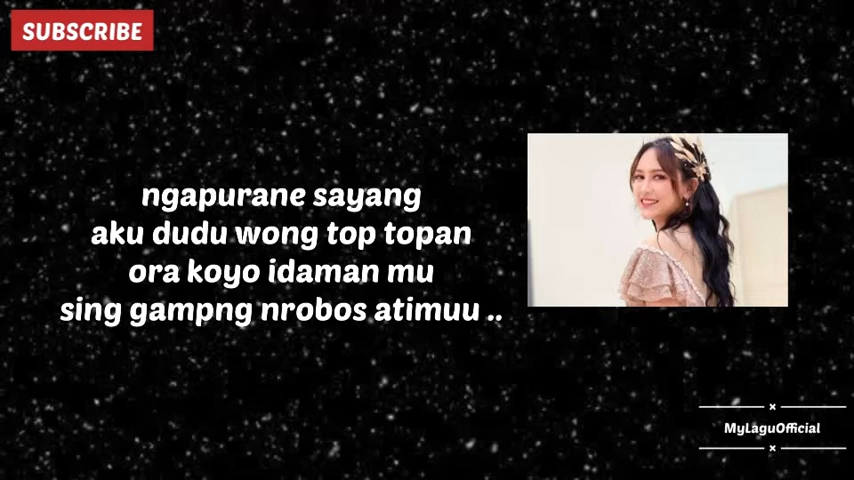 SUBSCRIBE
ngapurane sayang
aku dudu wong top topan
ora koyo idaman mu
sing gampng nrobos atimuu ..
MyLaguOfficial